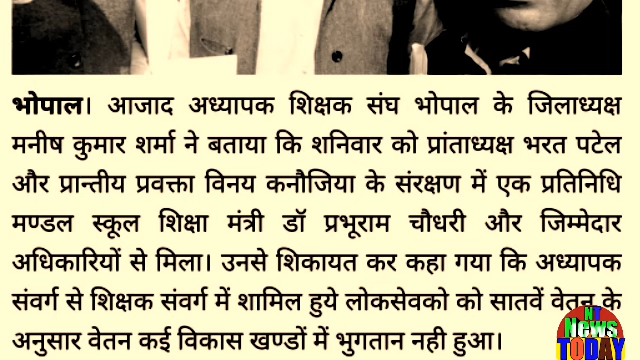 भोपाल। आजाद अध्यापक शिक्षक संघ भोपाल के जिलाध्यक्ष
मनीष कुमार शर्मा ने बताया कि शनिवार को प्रांताध्यक्ष भरत पटेल
और प्रान्तीय प्रवक्ता विनय कनौजिया के संरक्षण में एक प्रतिनिधि
मण्डल स्कूल शिक्षा मंत्री डॉ प्रभूराम चौधरी और जिम्मेदार
अधिकारियों से मिला। उनसे शिकायत कर कहा गया कि अध्यापक
संवर्ग से शिक्षक संवर्ग में शामिल हुये लोकसेवको को सातवें वेतन के
अनुसार वेतन कई विकास खण्डों में भुगतान नही हुआ।
NT
News
TODAY